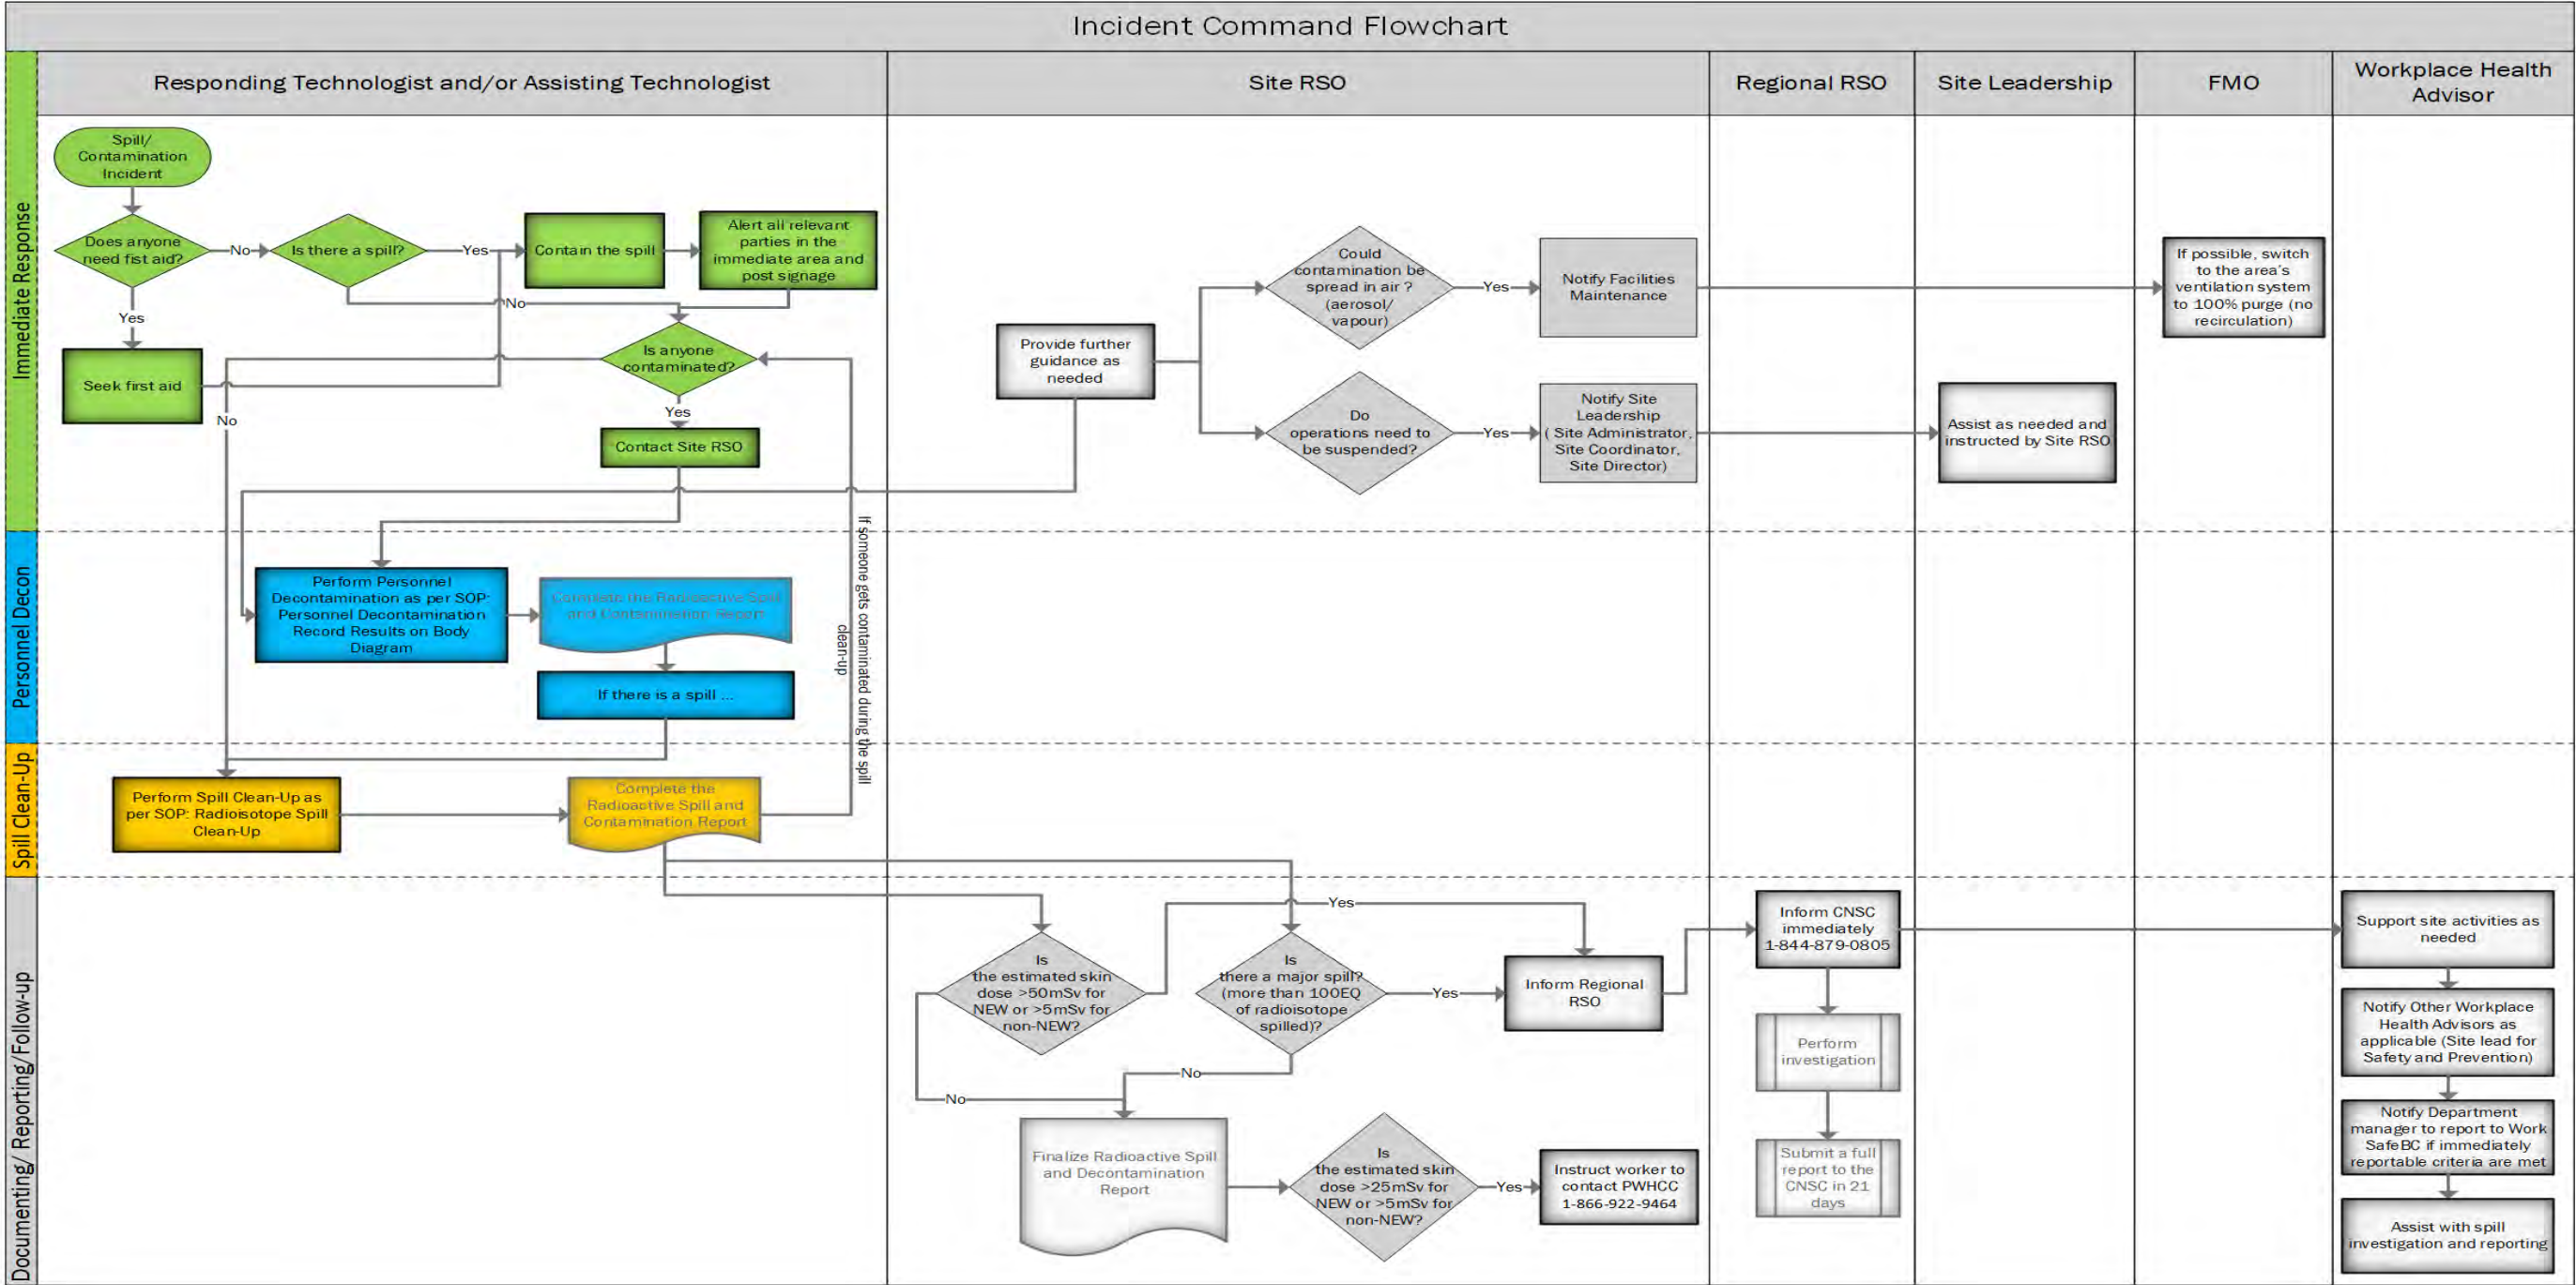 Incident Command Flowchart
Responding Technologist and/or Assisting Technologist
Site RSO
Regional RSO
Site Leadership
FMO
Workplace Health
Advisor
Immediate Response
Spill/
Contamination
Incident
Does anyone
need fist aid?
No
Is there a spill?
Yes
Contain the spill
Alert all relevant
parties in the
immediate area and
post signage
No
Yes
Seek first aid
Is anyone
contaminated?
No
Yes
Contact Site RSO
Provide further
guidance as
needed
Could
contamination be
spread in air ?
(aerosol/
vapour)
Yes
Notify Facilities
Maintenance
If possible, switch
to the area's
ventilation system
to 100% purge (no
recirculation)
Do
operations need to
be suspended?
Yes
Notify Site
Leadership
( Site Administrator,
Site Coordinator,
Site Director)
Assist as needed and
instructed by Site RSO
Personnel Decon
Perform Personnel
Decontamination as per SOP:
Personnel Decontamination
Record Results on Body
Diagram
Complete the Radioactive Spill
and Contamination Report
If there is a spill ...
If someone gets contaminated during the spill
clean-up
Spill Clean-Up
Perform Spill Clean-Up as
per SOP: Radioisotope Spill
Clean-Up
Complete the
Radioactive Spill and
Contamination Report
Documenting/ Reporting/Follow-up
Is
the estimated skin
dose >50mSv for
NEW or >5mSv for
non-NEW?
Yes
Is
there a major spill?
(more than 100EQ
of radioisotope
spilled)?
Yes
Inform Regional
RSO
No
No
Finalize Radioactive Spill
and Decontamination
Report
Is
the estimated skin
dose >25mSv for
NEW or >5mSv for
non-NEW?
Yes
Instruct worker to
contact PWHCC
1-866-922-9464
Inform CNSC
immediately
1-844-879-0805
Perform
investigation
Submit a full
report to the
CNSC in 21
days
Support site activities as
needed
Notify Other Workplace
Health Advisors as
applicable (Site lead for
Safety and Prevention)
Notify Department
manager to report to Work
SafeBC if immediately
reportable criteria are met
Assist with spill
investigation and reporting